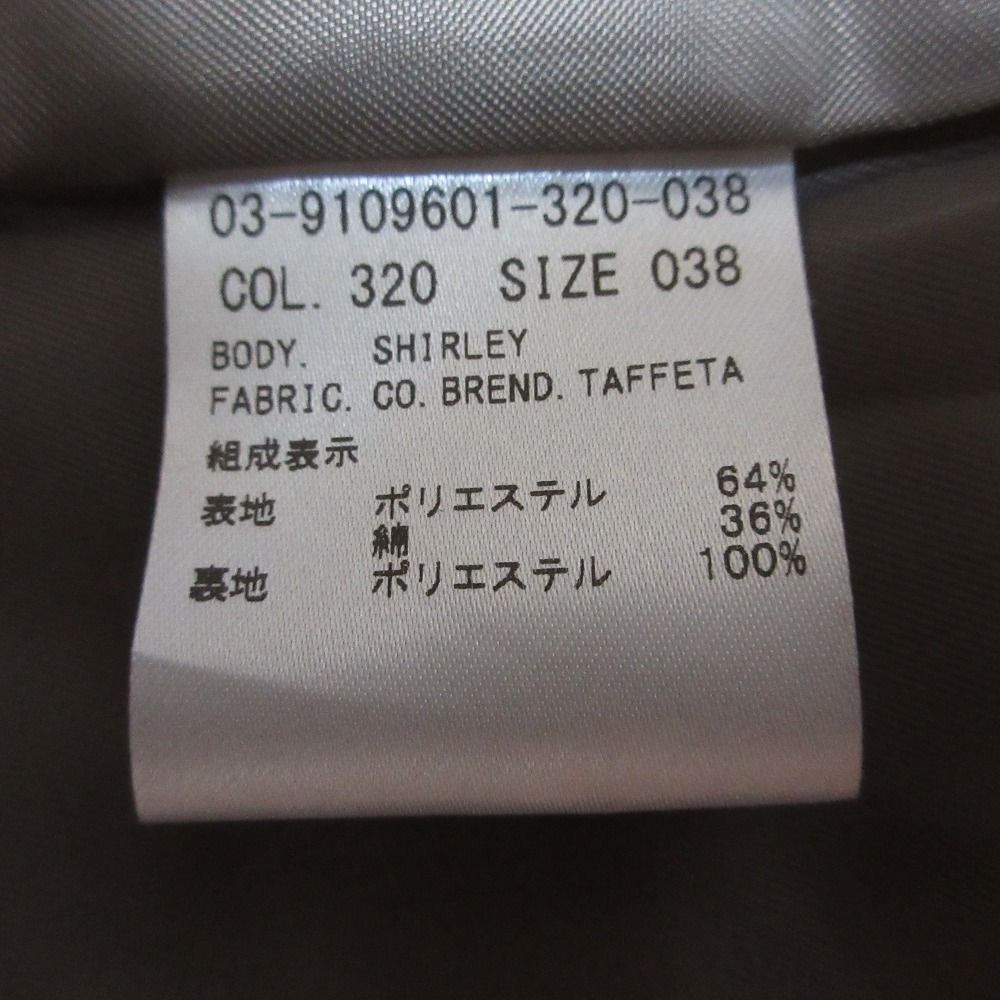 03-9109601-320-038
COL. 320 SIZE 038
BODY. SHIRLEY
FABRIC. CO. BREND. TAFFETA
組成表示
表地 ポリエステル 64%
綿 36%
裏地 ポリエステル 100%